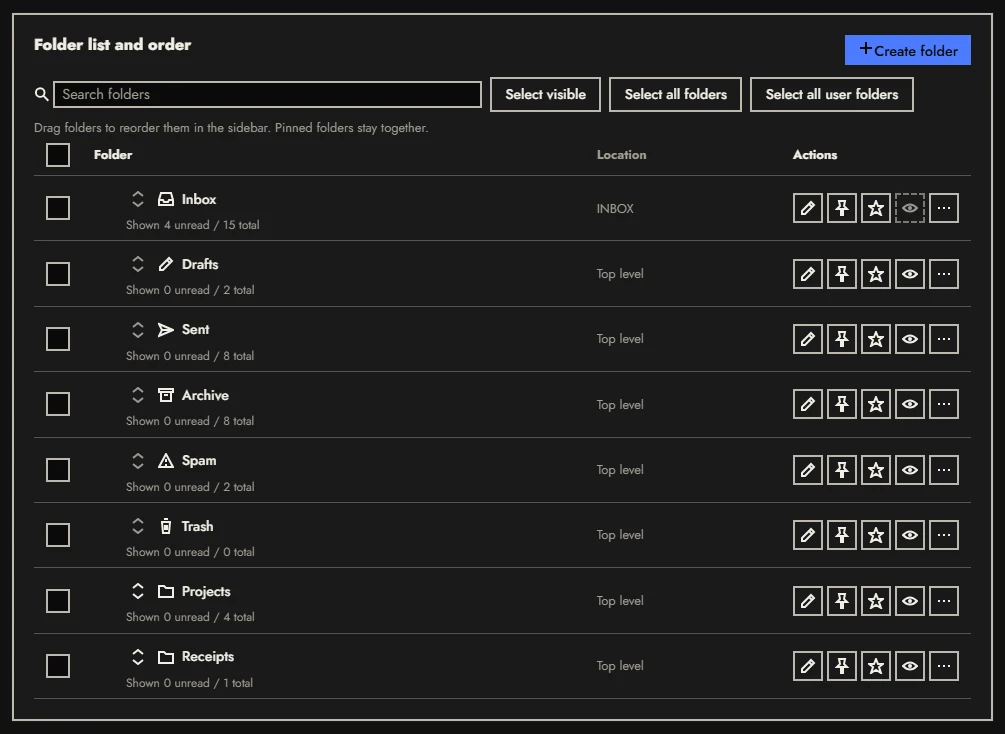 Folder list and order
Create folder
Search folders
Select visible
Select all folders
Select all user folders
Drag folders to reorder them in the sidebar. Pinned folders stay together.
Folder Location Actions
Inbox
Shown 4 unread / 15 total
INBOX
Drafts
Shown 0 unread / 2 total
Top level
Sent
Shown 0 unread / 8 total
Top level
Archive
Shown 0 unread / 8 total
Top level
Spam
Shown 0 unread / 2 total
Top level
Trash
Shown 0 unread / 0 total
Top level
Projects
Shown 0 unread / 4 total
Top level
Receipts
Shown 0 unread / 1 total
Top level